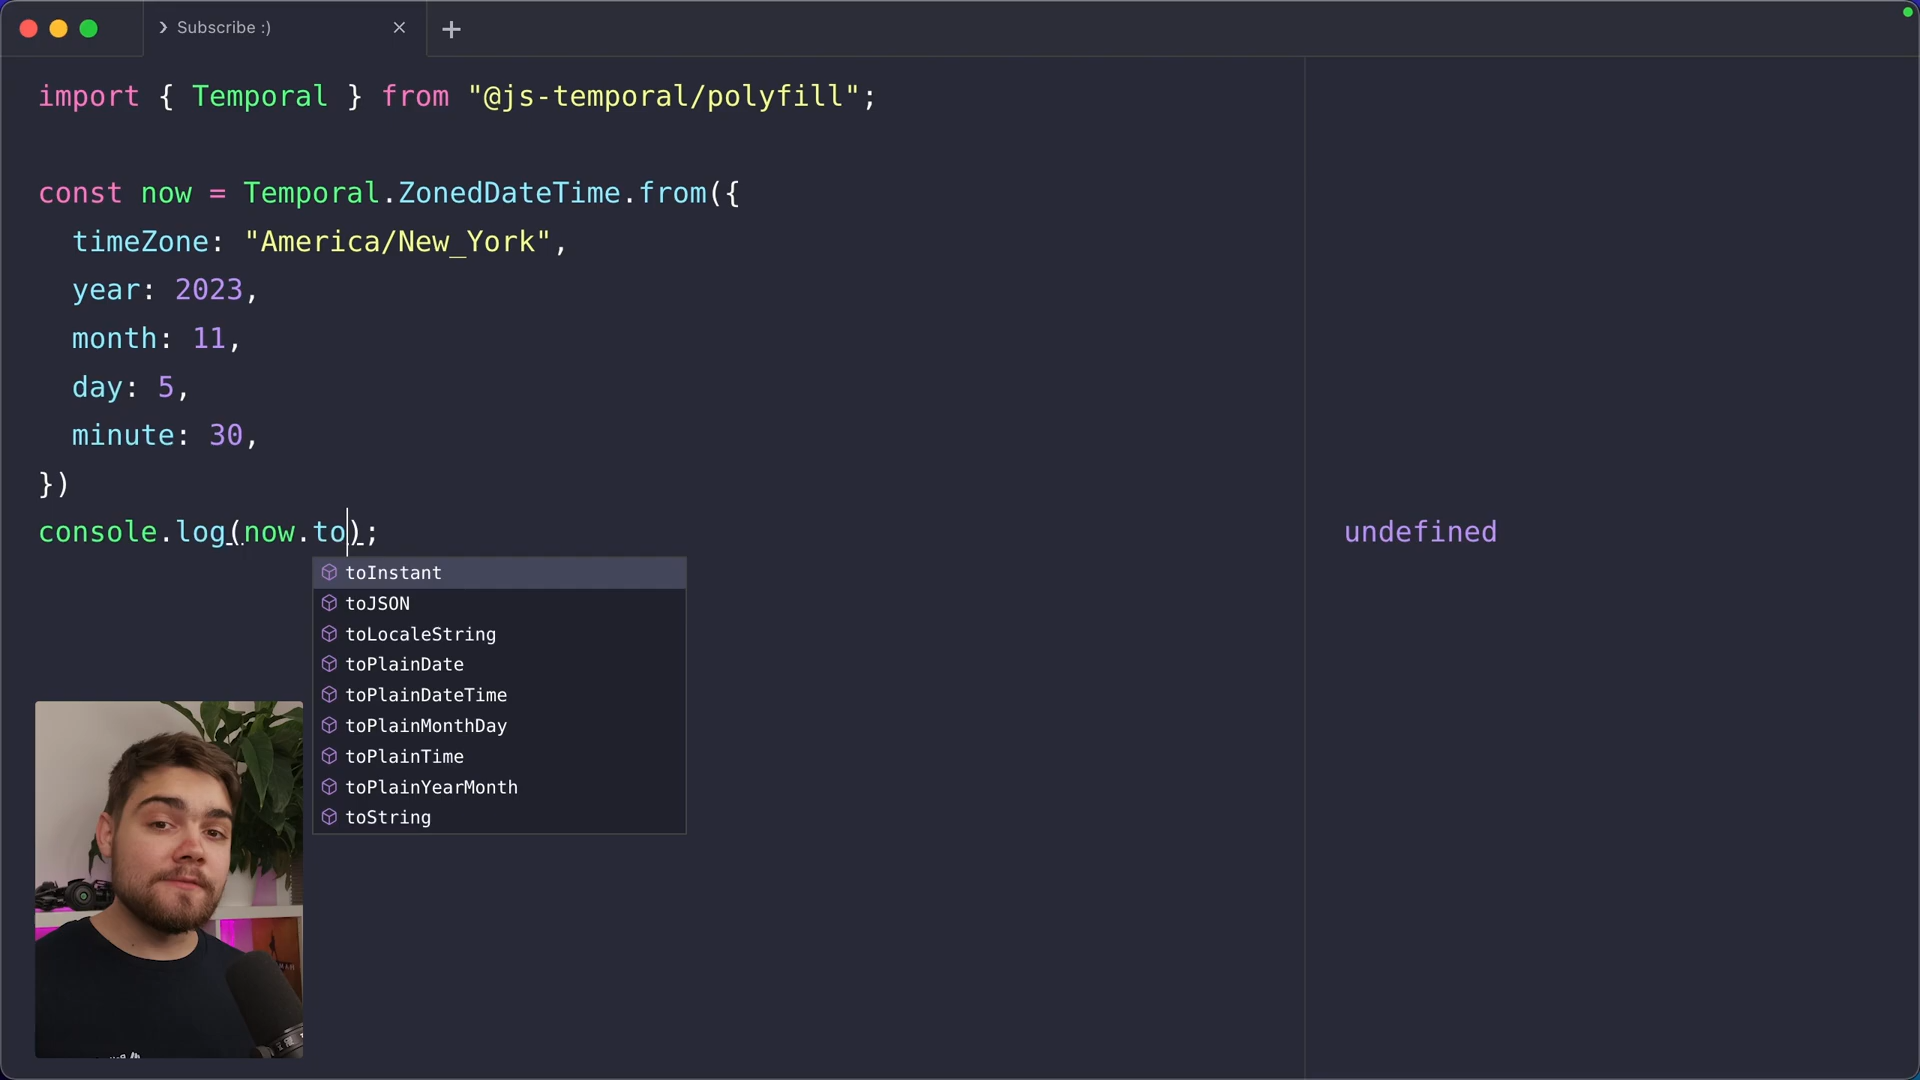 Subscribe :)
import { Temporal } from "@js-temporal/polyfill";
const now = Temporal.ZonedDateTime.from({
timeZone: "America/New_York",
year: 2023,
month: 11,
day: 5,
minute: 30,
})
console.log(now.to);
undefined
toInstant
toJSON
toLocaleString
toPlainDate
toPlainDateTime
toPlainMonthDay
toPlainTime
toPlainYearMonth
toString